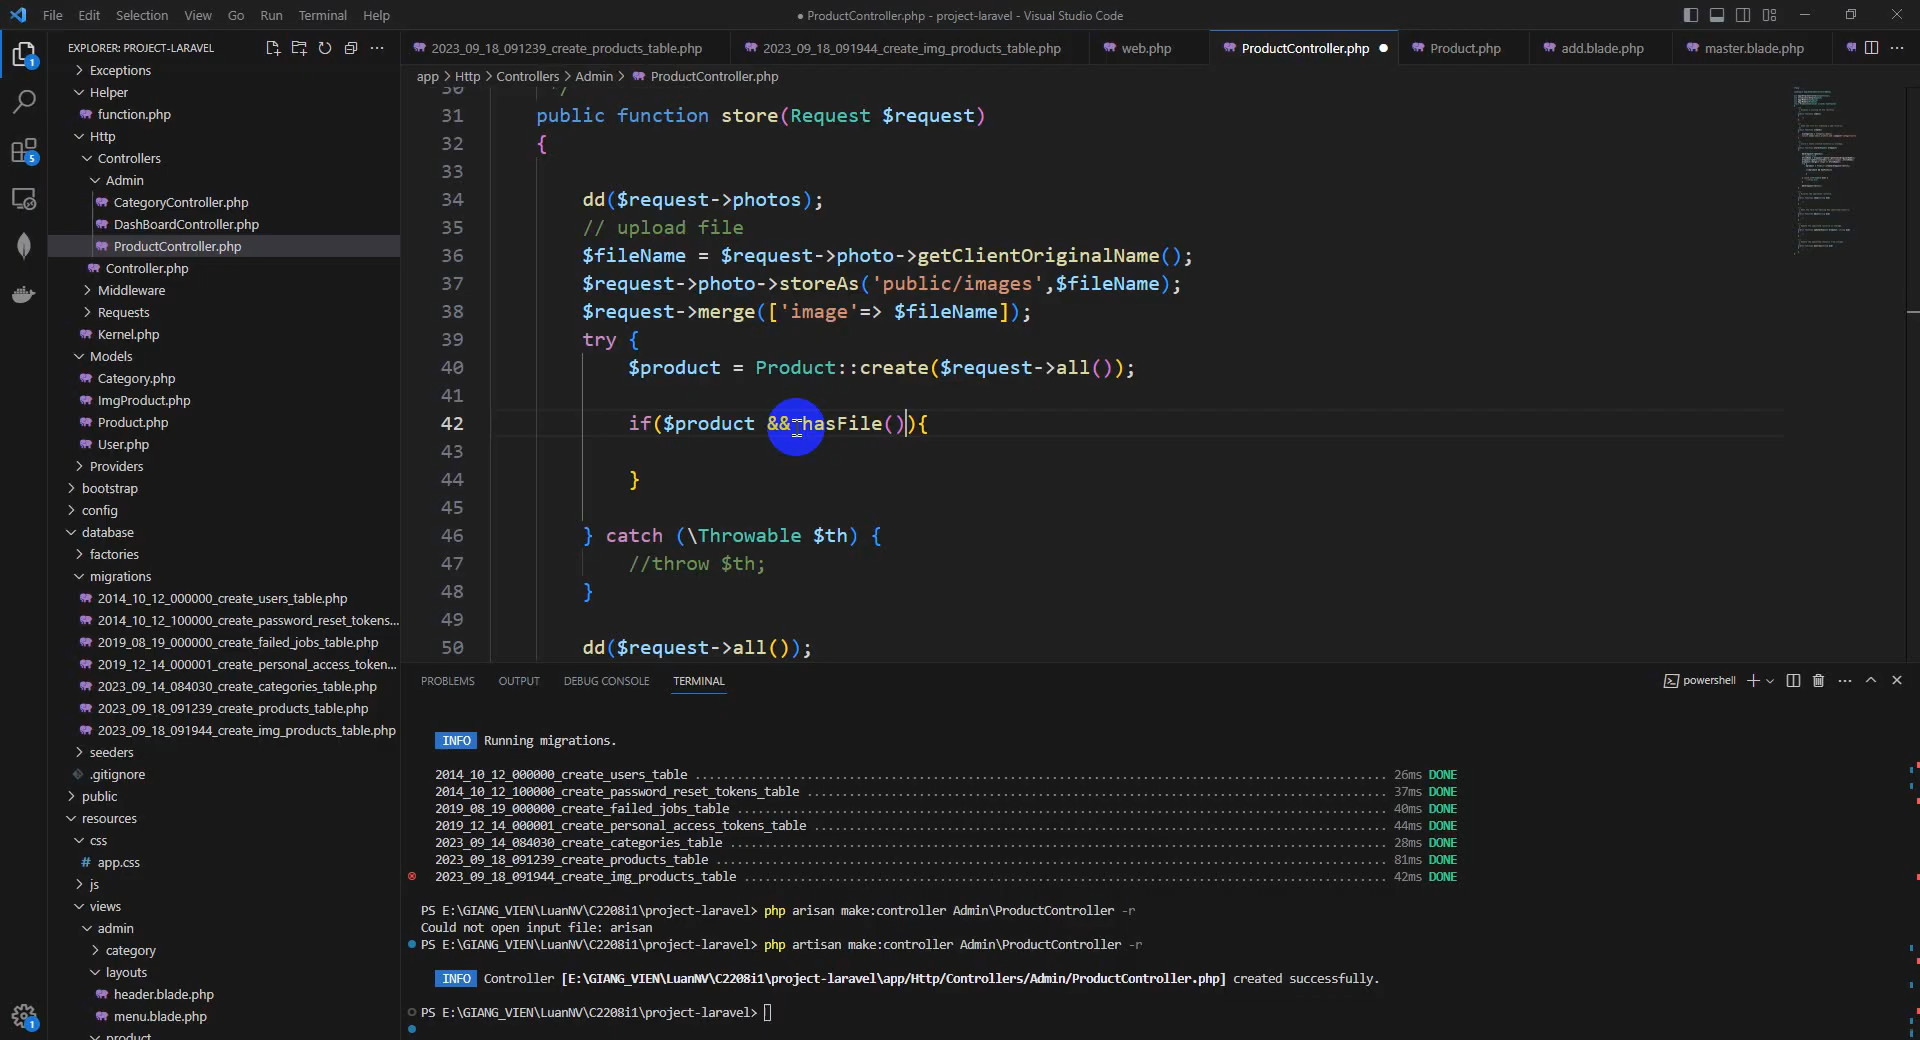 File Edit Selection View Go Run Terminal Help
● ProductController.php - project-laravel - Visual Studio Code
EXPLORER: PROJECT-LARAVEL
Exceptions
Helper
function.php
Http
Controllers
Admin
CategoryController.php
DashBoardController.php
ProductController.php
Controller.php
Middleware
Requests
Kernel.php
Models
Category.php
ImgProduct.php
Product.php
User.php
Providers
bootstrap
config
database
factories
migrations
2014_10_12_000000_create_users_table.php
2014_10_12_100000_create_password_reset_tokens...
2019_08_19_000000_create_failed_jobs_table.php
2019_12_14_000001_create_personal_access_token...
2023_09_14_084030_create_categories_table.php
2023_09_18_091239_create_products_table.php
2023_09_18_091944_create_img_products_table.php
seeders
.gitignore
public
resources
css
# app.css
js
views
admin
category
layouts
header.blade.php
menu.blade.php
product
1
5
1
2023_09_18_091239_create_products_table.php 2023_09_18_091944_create_img_products_table.php web.php ProductController.php ● Product.php add.blade.php master.blade.php
app > Http > Controllers > Admin > ProductController.php
30 */
31 public function store(Request $request)
32 {
33
34 dd($request->photos);
35 // upload file
36 $fileName = $request->photo->getClientOriginalName();
37 $request->photo->storeAs('public/images',$fileName);
38 $request->merge(['image'=> $fileName]);
39 try {
40 $product = Product::create($request->all());
41
42 if($product && hasFile()){
43
44 }
45
46 } catch (\Throwable $th) {
47 //throw $th;
48 }
49
50 dd($request->all());
PROBLEMS OUTPUT DEBUG CONSOLE TERMINAL
powershell
INFO Running migrations.
2014_10_12_000000_create_users_table ........ 26ms DONE
2014_10_12_100000_create_password_reset_tokens_table ........ 37ms DONE
2019_08_19_000000_create_failed_jobs_table ........ 40ms DONE
2019_12_14_000001_create_personal_access_tokens_table ........ 44ms DONE
2023_09_14_084030_create_categories_table ........ 28ms DONE
2023_09_18_091239_create_products_table ........ 81ms DONE
2023_09_18_091944_create_img_products_table ........ 42ms DONE
PS E:\GIANG_VIEN\LuanNV\C2208i1\project-laravel> php arisan make:controller Admin\ProductController -r
Could not open input file: arisan
PS E:\GIANG_VIEN\LuanNV\C2208i1\project-laravel> php artisan make:controller Admin\ProductController -r
INFO Controller [E:\GIANG_VIEN\LuanNV\C2208i1\project-laravel\app/Http/Controllers/Admin/ProductController.php] created successfully.
PS E:\GIANG_VIEN\LuanNV\C2208i1\project-laravel>